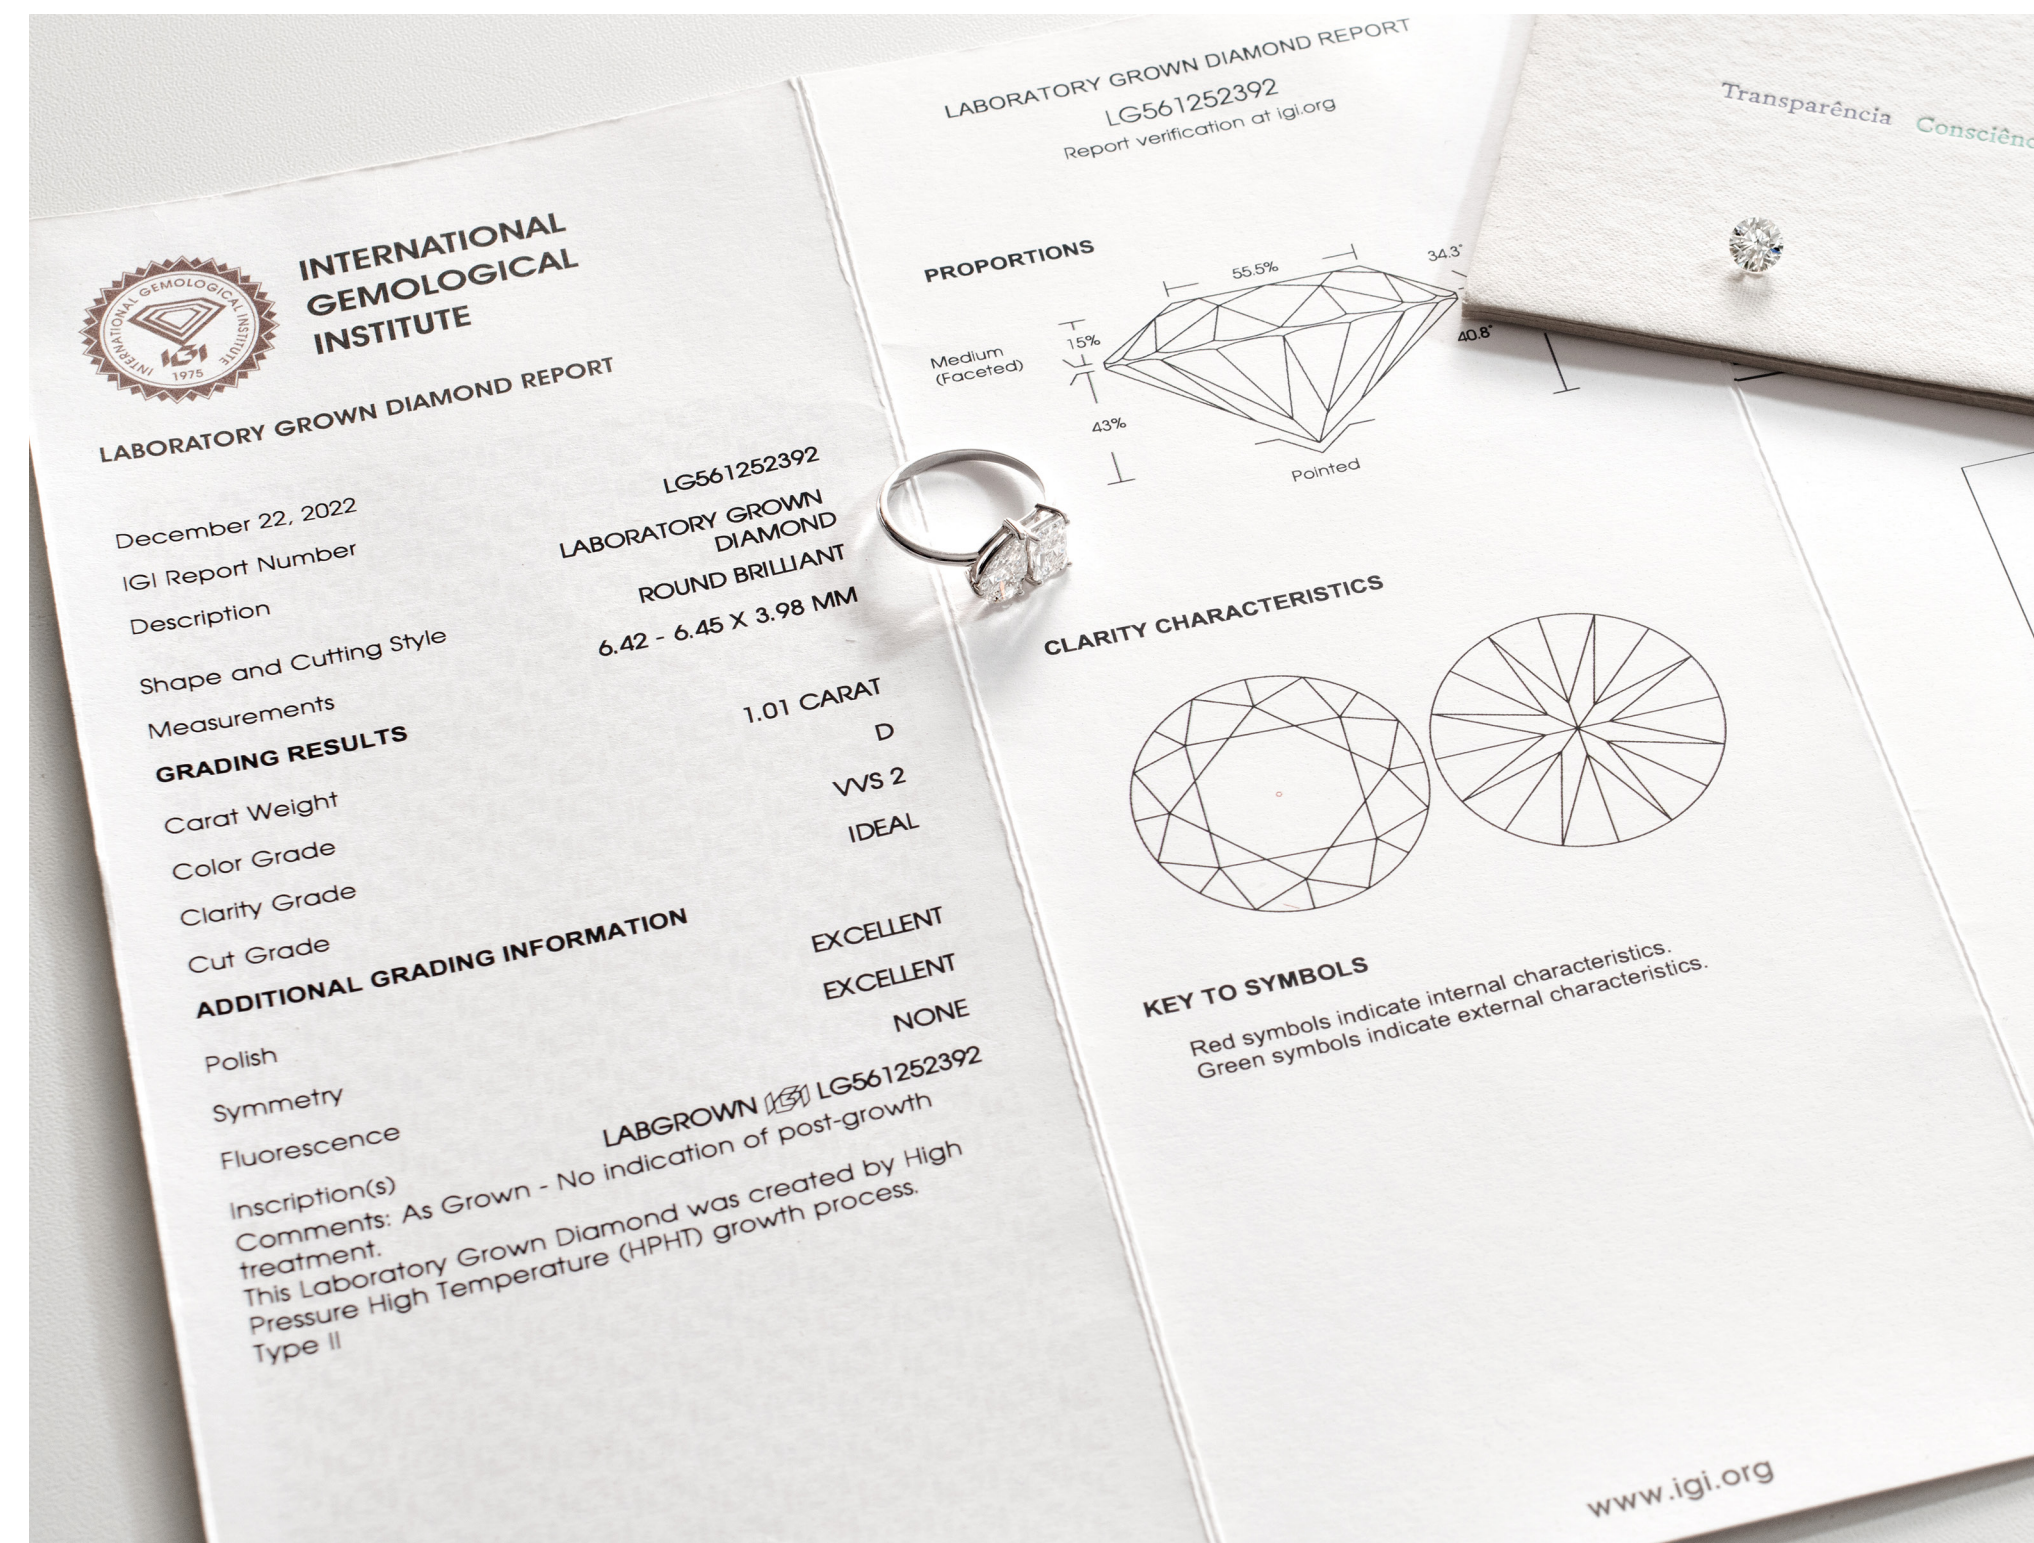 INTERNATIONAL
GEMOLOGICAL
INSTITUTE
INTERNATIONAL GEMOLOGICAL INSTITUTE
IGI
1975
LABORATORY GROWN DIAMOND REPORT
December 22, 2022
IGI Report Number LG561252392
Description LABORATORY GROWN
DIAMOND
Shape and Cutting Style ROUND BRILLIANT
Measurements 6.42 - 6.45 X 3.98 MM
GRADING RESULTS
Carat Weight 1.01 CARAT
Color Grade D
Clarity Grade VVS 2
Cut Grade IDEAL
ADDITIONAL GRADING INFORMATION
Polish EXCELLENT
Symmetry EXCELLENT
Fluorescence NONE
Inscription(s) LABGROWN IGI LG561252392
Comments: As Grown - No indication of post-growth
treatment.
This Laboratory Grown Diamond was created by High
Pressure High Temperature (HPHT) growth process.
Type II
LABORATORY GROWN DIAMOND REPORT
LG561252392
Report verification at igi.org
PROPORTIONS
55.5%
34.3°
15%
Medium
(Faceted)
40.8°
43%
Pointed
CLARITY CHARACTERISTICS
KEY TO SYMBOLS
Red symbols indicate internal characteristics.
Green symbols indicate external characteristics.
www.igi.org
Transparência